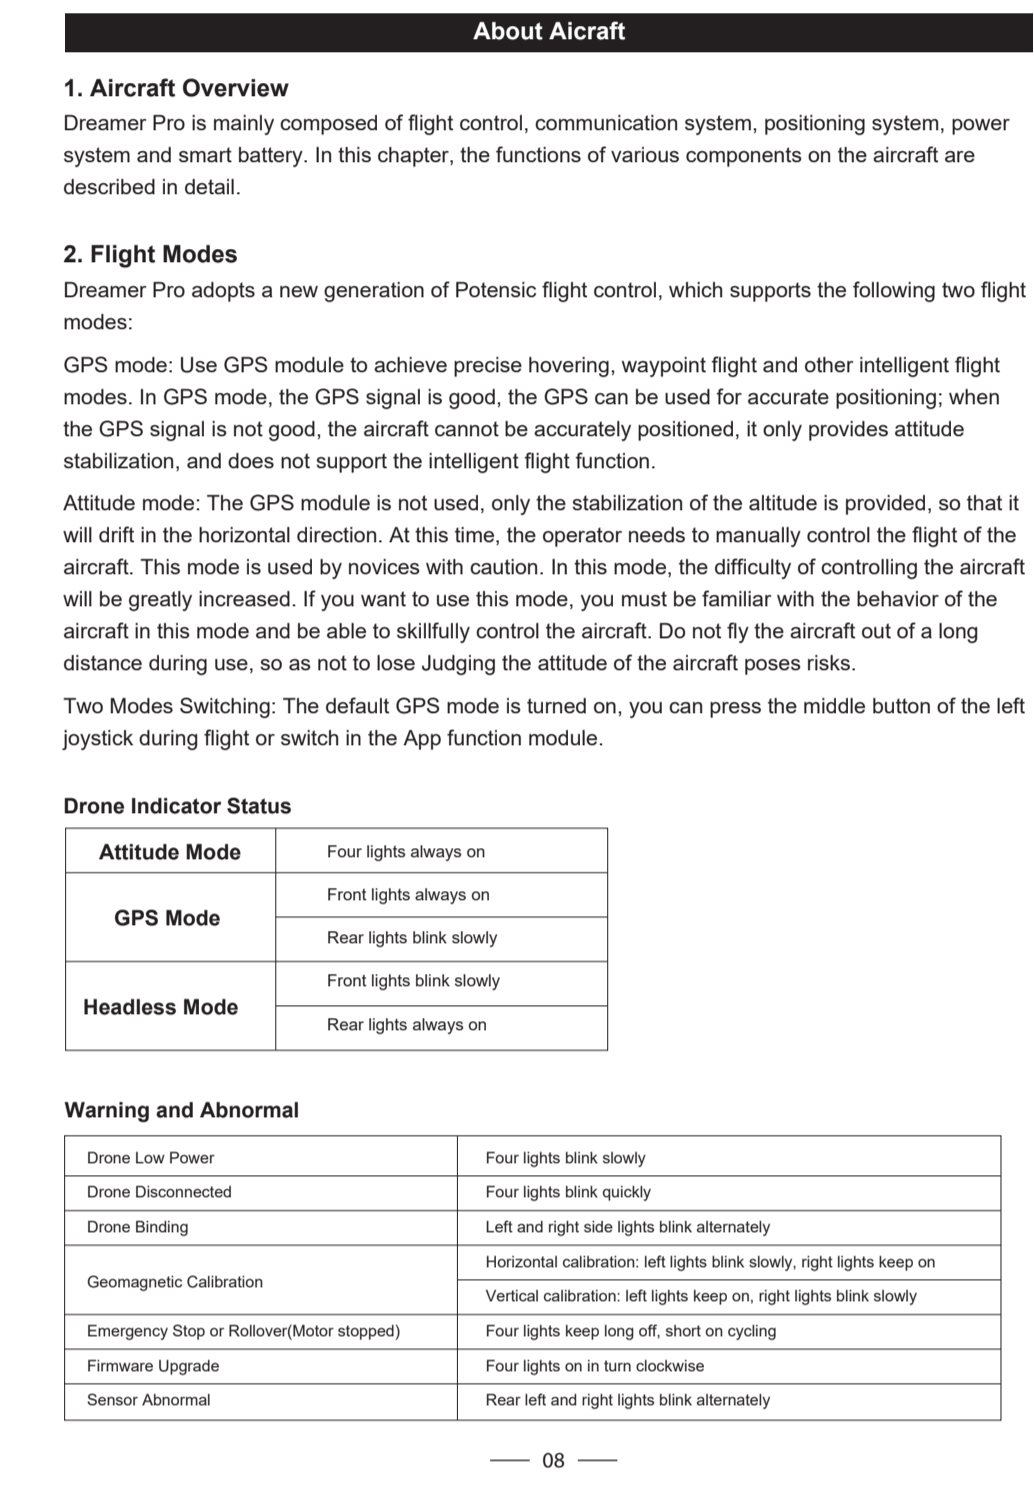 About Aicraft
1. Aircraft Overview
Dreamer Pro is mainly composed of flight control, communication system, positioning system, power
system and smart battery. In this chapter, the functions of various components on the aircraft are
described in detail.
2. Flight Modes
Dreamer Pro adopts a new generation of Potensic flight control, which supports the following two flight
modes:
GPS mode: Use GPS module to achieve precise hovering, waypoint flight and other intelligent flight
modes. In GPS mode, the GPS signal is good, the GPS can be used for accurate positioning; when
the GPS signal is not good, the aircraft cannot be accurately positioned, it only provides attitude
stabilization, and does not support the intelligent flight function.
Attitude mode: The GPS module is not used, only the stabilization of the altitude is provided, so that it
will drift in the horizontal direction. At this time, the operator needs to manually control the flight of the
aircraft. This mode is used by novices with caution. In this mode, the difficulty of controlling the aircraft
will be greatly increased. If you want to use this mode, you must be familiar with the behavior of the
aircraft in this mode and be able to skillfully control the aircraft. Do not fly the aircraft out of a long
distance during use, so as not to lose Judging the attitude of the aircraft poses risks.
Two Modes Switching: The default GPS mode is turned on, you can press the middle button of the left
joystick during flight or switch in the App function module.
Drone Indicator Status
Attitude Mode Four lights always on
GPS Mode Front lights always on
Rear lights blink slowly
Headless Mode Front lights blink slowly
Rear lights always on
Warning and Abnormal
Drone Low Power Four lights blink slowly
Drone Disconnected Four lights blink quickly
Drone Binding Left and right side lights blink alternately
Geomagnetic Calibration Horizontal calibration: left lights blink slowly, right lights keep on
Vertical calibration: left lights keep on, right lights blink slowly
Emergency Stop or Rollover(Motor stopped) Four lights keep long off, short on cycling
Firmware Upgrade Four lights on in turn clockwise
Sensor Abnormal Rear left and right lights blink alternately
08